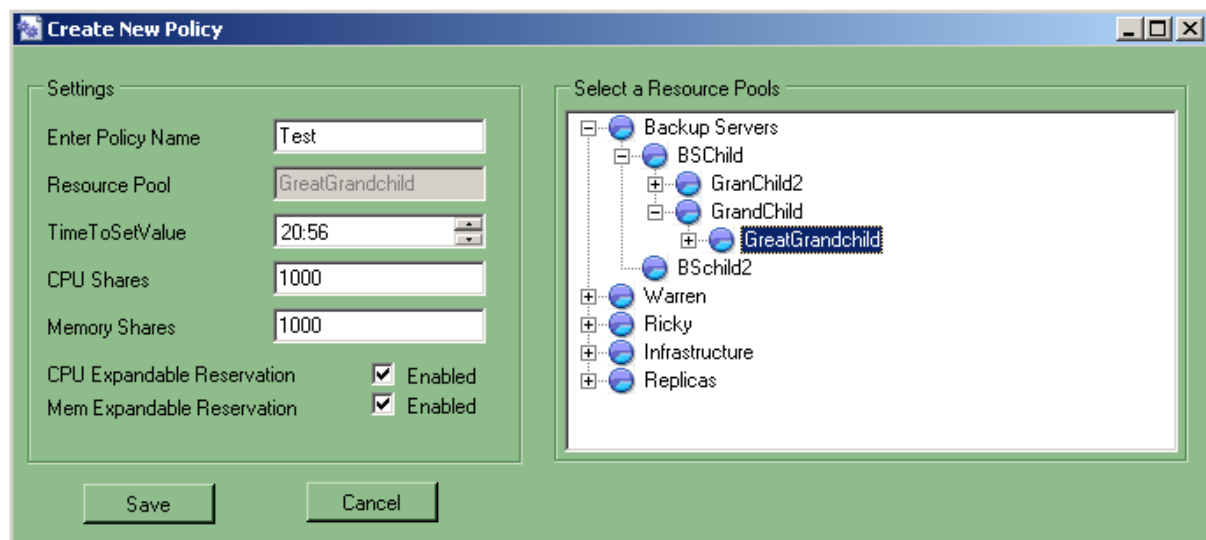 Create New Policy
Settings
Enter Policy Name
Test
Resource Pool
GreatGrandchild
TimeToSetValue
20:56
CPU Shares
1000
Memory Shares
1000
CPU Expandable Reservation
Enabled
Mem Expandable Reservation
Enabled
Save
Cancel
Select a Resource Pools
Backup Servers
BSChild
GranChild2
GrandChild
GreatGrandchild
BSchild2
Warren
Ricky
Infrastructure
Replicas